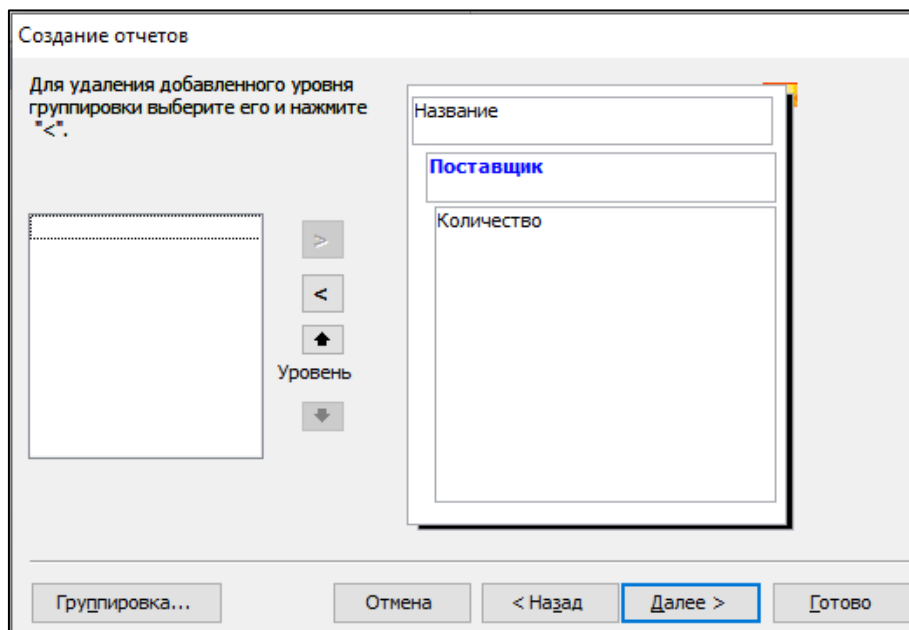 Создание отчетов
Для удаления добавленного уровня
группировки выберите его и нажмите
"<".
Название
Поставщик
Количество
>
<
Уровень
Группировка...
Отмена
< Назад
Далее >
Готово